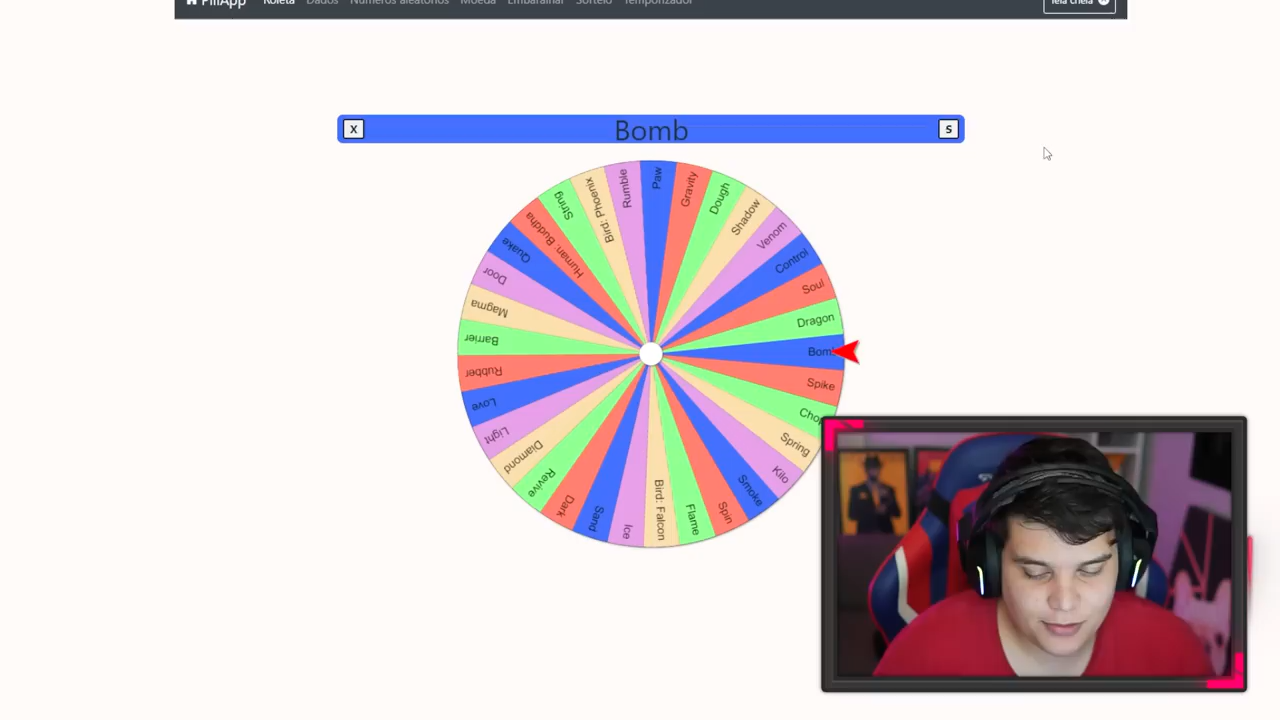 PiliApp Roleta Dados Números aleatórios Moeda Embaralhar Sorteio Temporizador Tela cheia
X Bomb S
Paw
Gravity
Dough
Shadow
Venom
Control
Soul
Dragon
Bomb
Spike
Chop
Spring
Kilo
Smoke
Spin
Flame
Bird: Falcon
Ice
Sand
Dark
Revive
Diamond
Light
Love
Rubber
Barrier
Magma
Door
Quake
Human: Buddha
String
Bird: Phoenix
Rumble